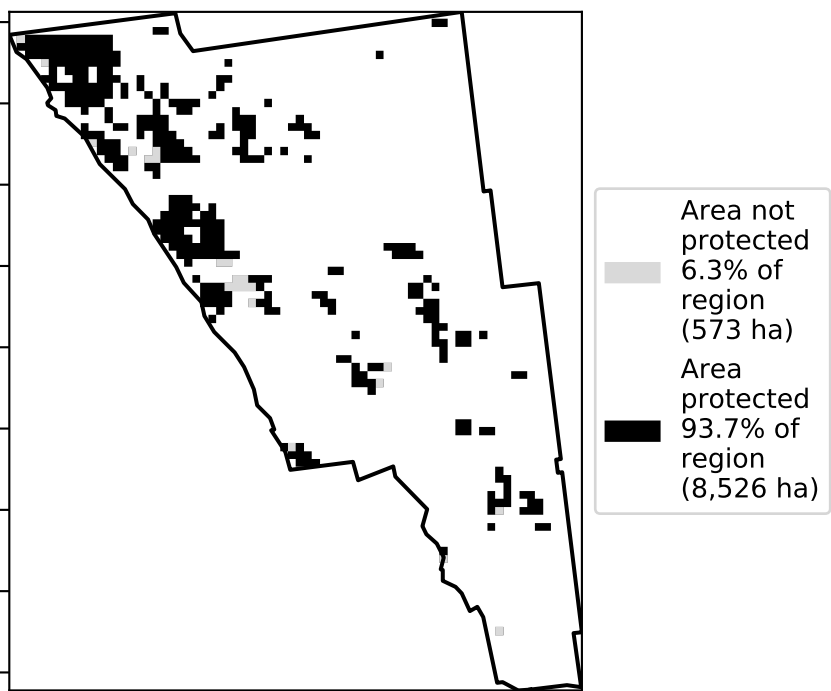 Area not
protected
6.3% of
region
(573 ha)
Area
protected
93.7% of
region
(8,526 ha)